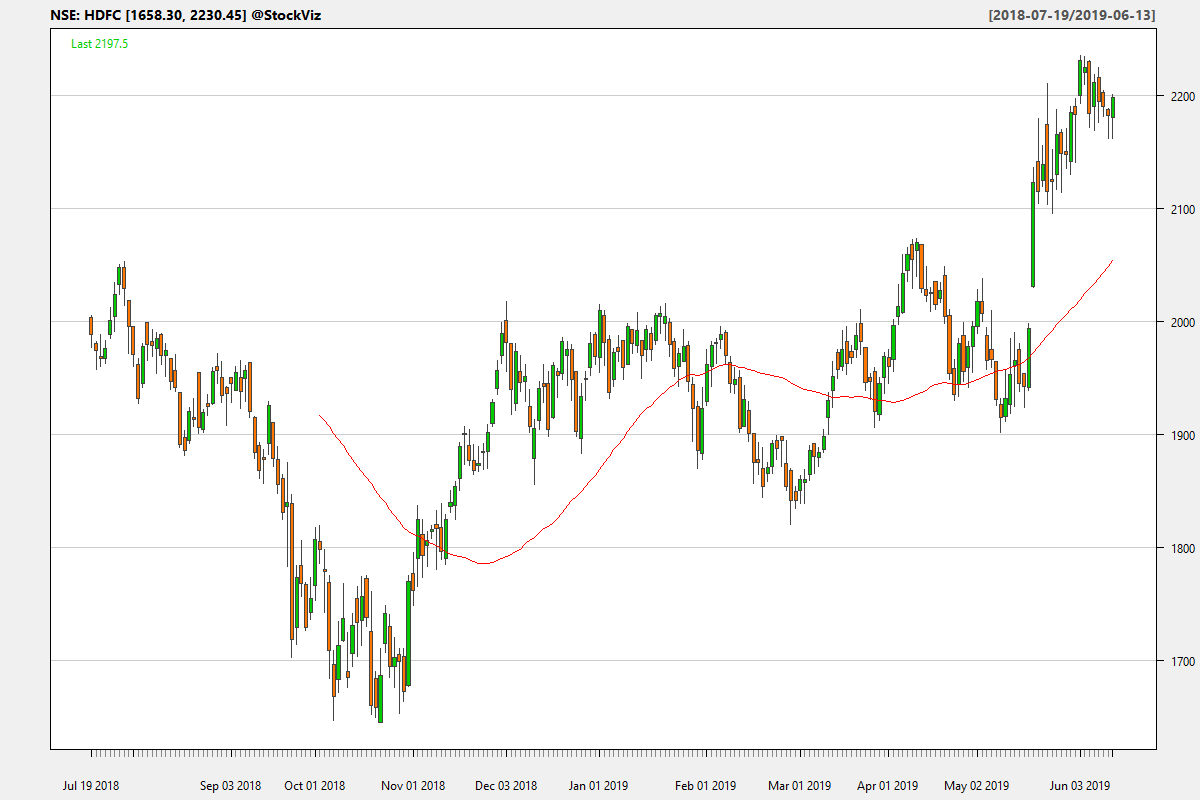 NSE: HDFC [1658.30, 2230.45] @StockViz
[2018-07-19/2019-06-13]
Last 2197.5
2200
2100
2000
1900
1800
1700
Jul 19 2018
Sep 03 2018
Oct 01 2018
Nov 01 2018
Dec 03 2018
Jan 01 2019
Feb 01 2019
Mar 01 2019
Apr 01 2019
May 02 2019
Jun 03 2019